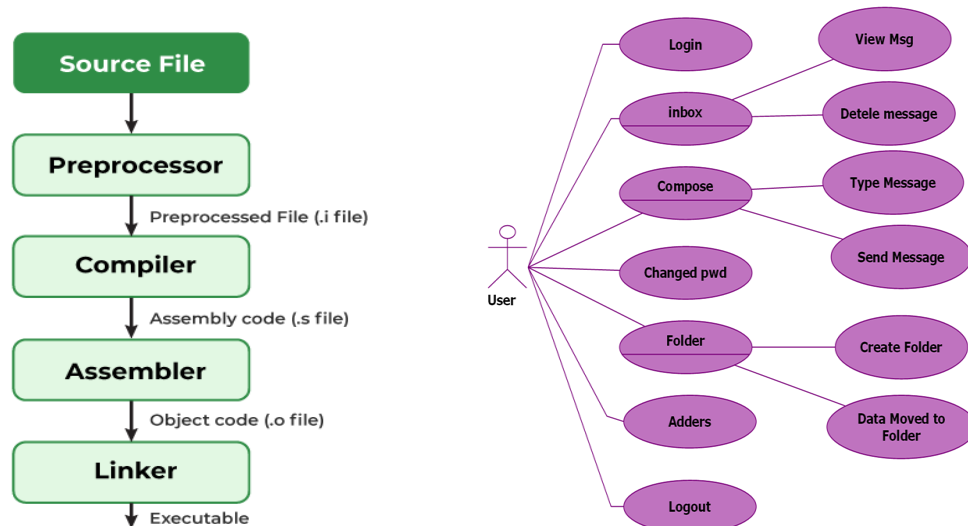 Source File
Preprocessor
Preprocessed File (.i file)
Compiler
Assembly code (.s file)
Assembler
Object code (.o file)
Linker
Executable
User
Login
inbox
Compose
Changed pwd
Folder
Adders
Logout
View Msg
Detele message
Type Message
Send Message
Create Folder
Data Moved to
Folder